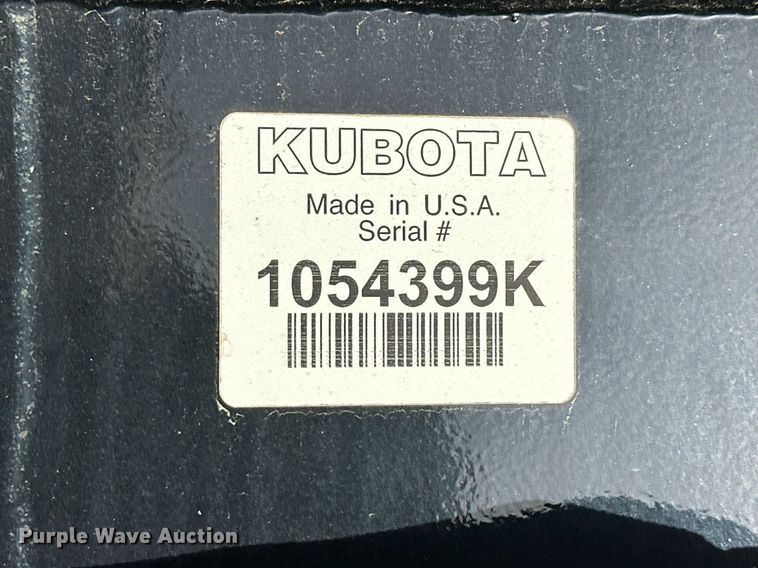 KUBOTA
Made in U.S.A.
Serial #
1054399K
Purple Wave Auction